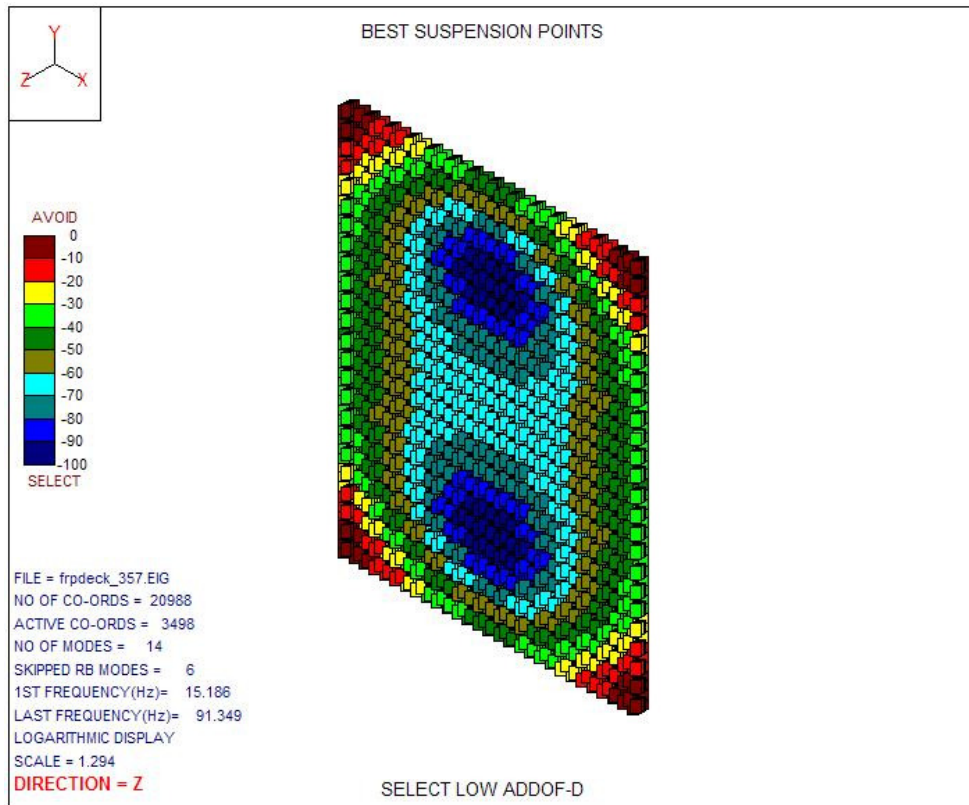 BEST SUSPENSION POINTS
Y
Z X
AVOID
0
-10
-20
-30
-40
-50
-60
-70
-80
-90
-100
SELECT
FILE = frpdeck_357.EIG
NO OF CO-ORDS = 20988
ACTIVE CO-ORDS = 3498
NO OF MODES = 14
SKIPPED RB MODES = 6
1ST FREQUENCY(Hz)= 15.186
LAST FREQUENCY(Hz)= 91.349
LOGARITHMIC DISPLAY
SCALE = 1.294
DIRECTION = Z
SELECT LOW ADDOF-D